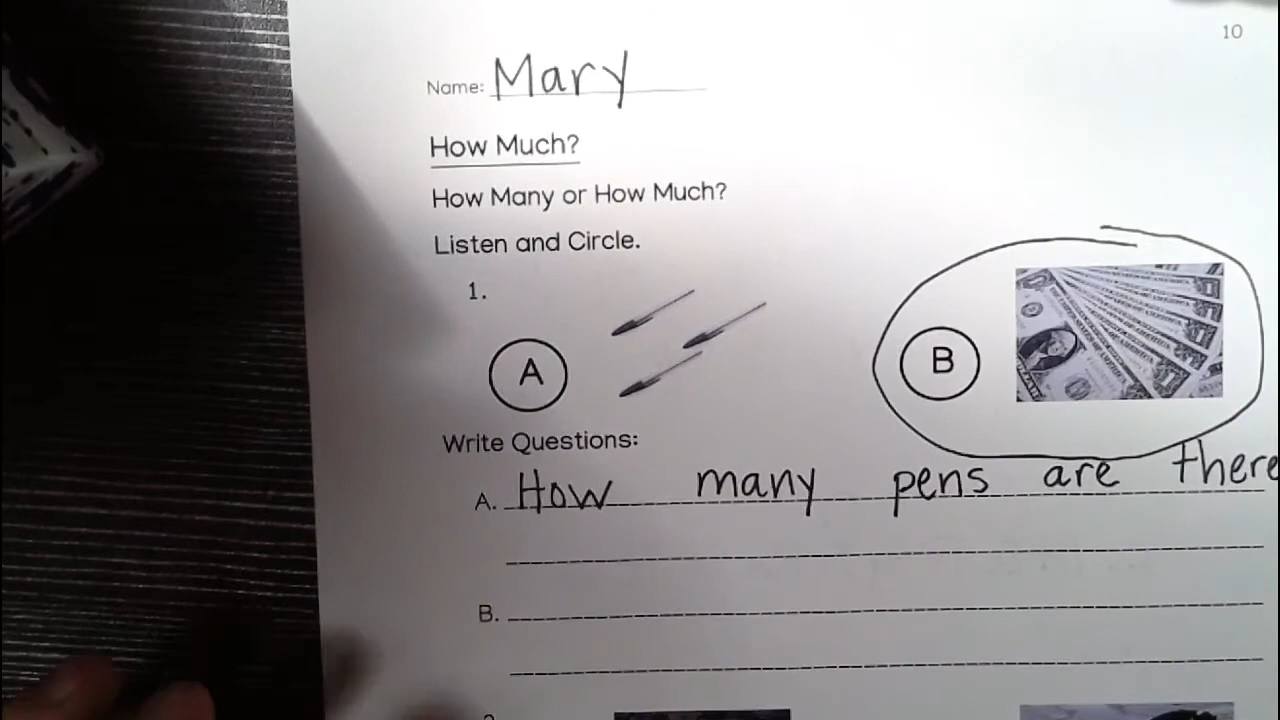 10
Name: Mary
How Much?
How Many or How Much?
Listen and Circle.
1.
A B
Write Questions:
A. How many pens are there
B.